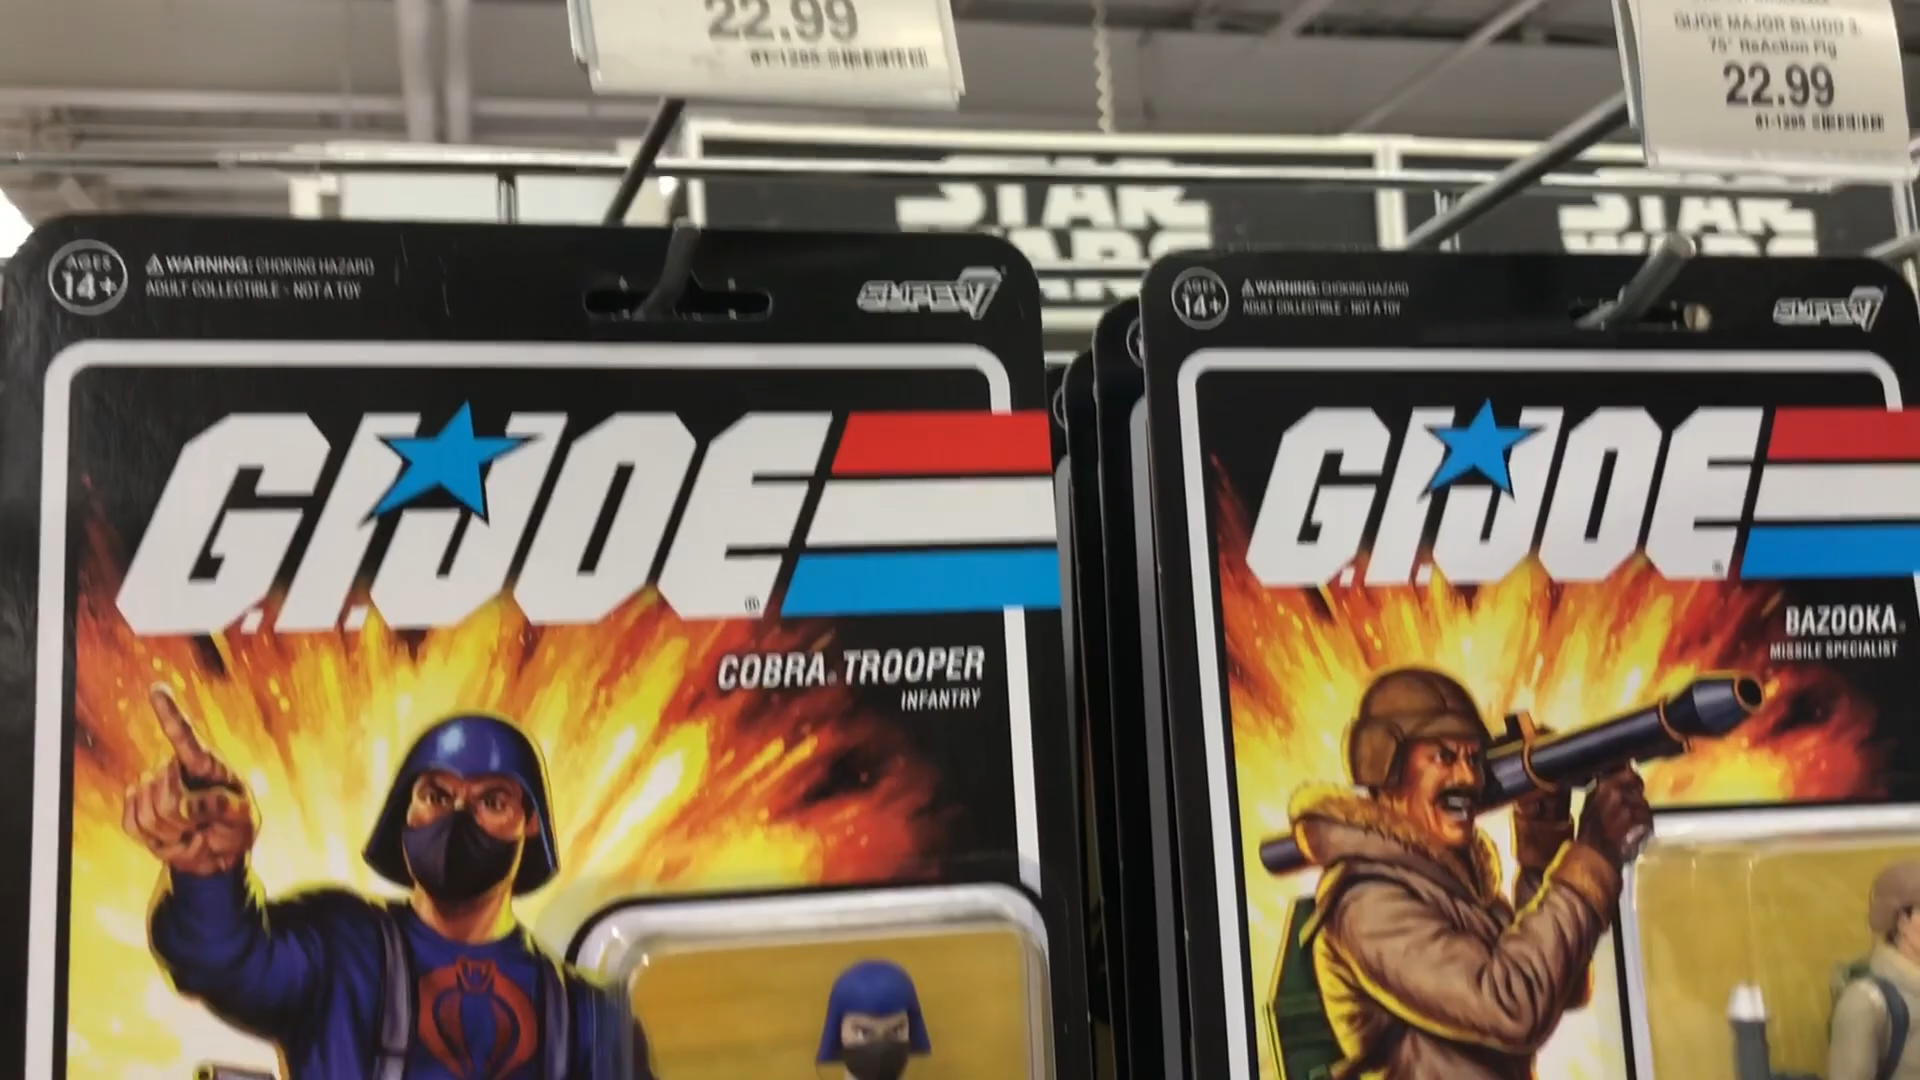 22.99
GIJOE MAJOR BLUDD 3.
75" ReAction Fig
22.99
STAR
WARS
STAR
WARS
AGES
14+
⚠ WARNING: CHOKING HAZARD
ADULT COLLECTIBLE - NOT A TOY
SUPER7
G.I.JOE®
COBRA. TROOPER
INFANTRY
AGES
14+
⚠ WARNING: CHOKING HAZARD
ADULT COLLECTIBLE - NOT A TOY
SUPER7
G.I.JOE®
BAZOOKA.
MISSILE SPECIALIST